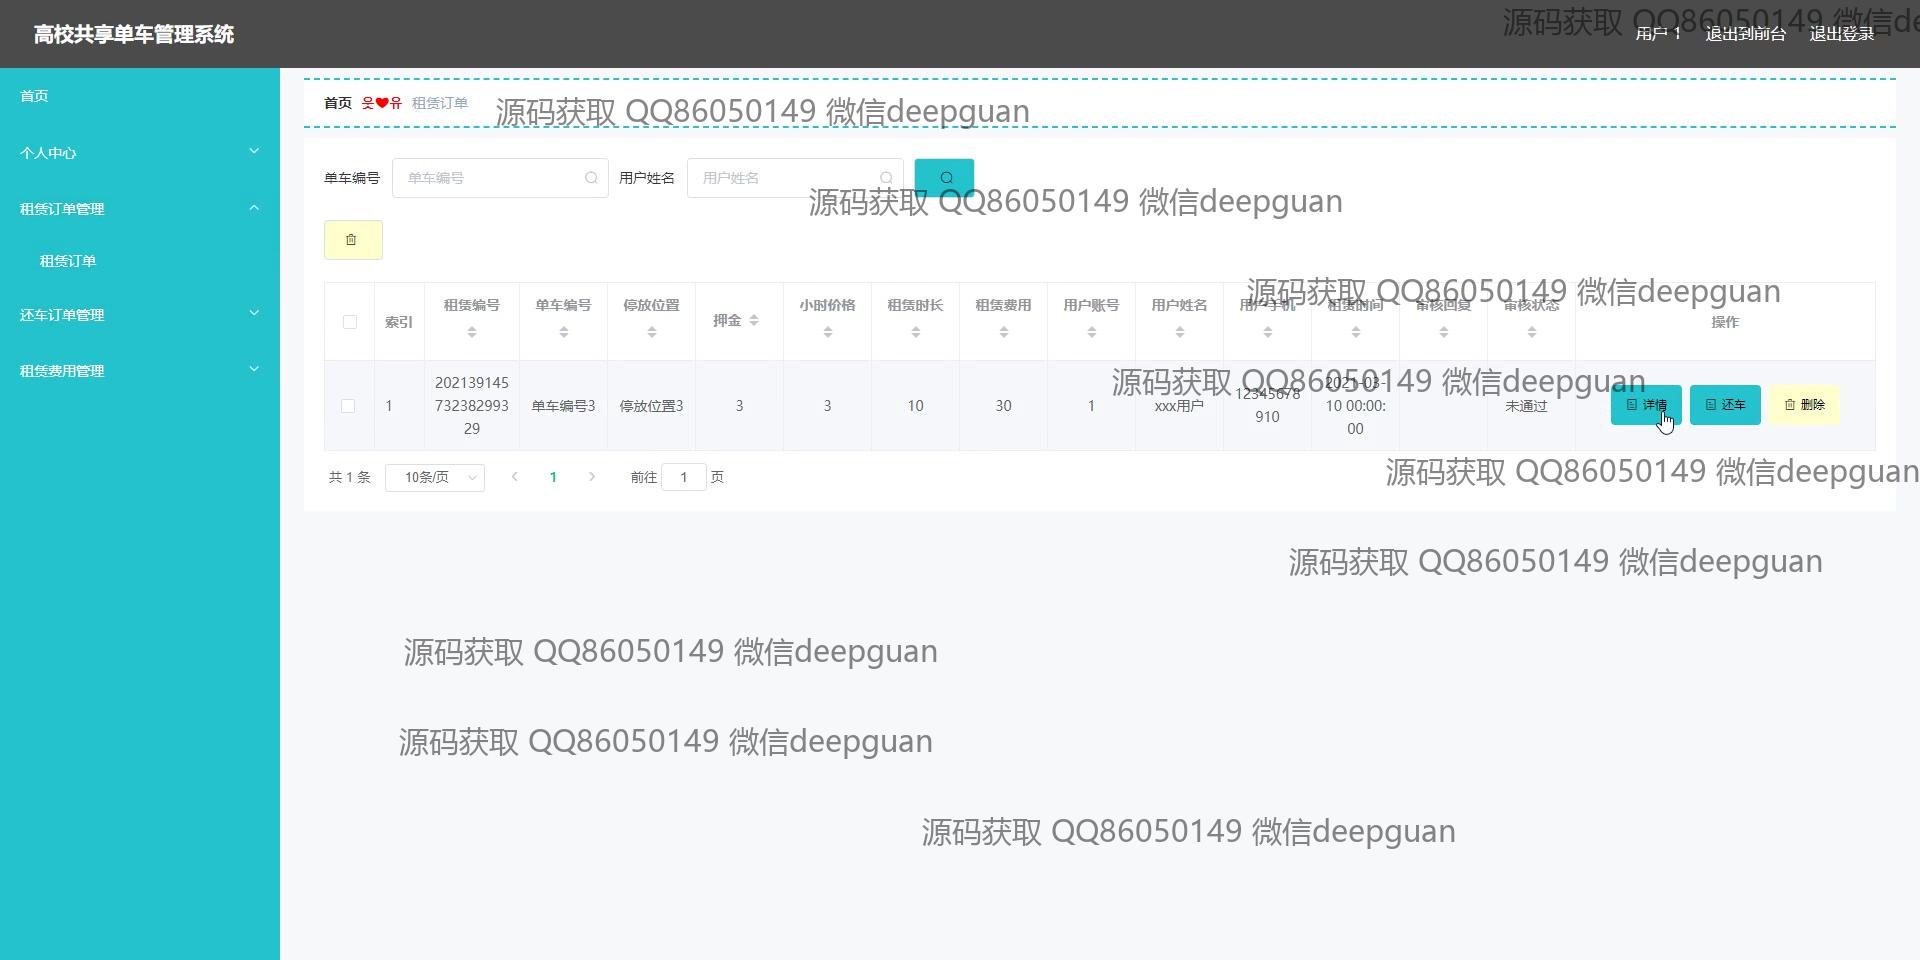 高校共享单车管理系统
源码获取 QQ86050149 微信de
用户 1 退出到前台 退出登录
首页
个人中心
租赁订单管理
租赁订单
还车订单管理
租赁费用管理
首页 웃❤유 租赁订单
源码获取 QQ86050149 微信deepguan
单车编号 单车编号 用户姓名 用户姓名
源码获取 QQ86050149 微信deepguan
源码获取 QQ86050149 微信deepguan
索引 租赁编号 单车编号 停放位置 押金 小时价格 租赁时长 租赁费用 用户账号 用户姓名 用户手机 租赁时间 审核回复 审核状态 操作
源码获取 QQ86050149 微信deepguan
202139145
732382993
29
1 单车编号3 停放位置3 3 3 10 30 1 xxx用户
12345678
910
2021-03-
10 00:00:
00
未通过 详情 还车 删除
共 1 条 10条/页 1 前往 1 页
源码获取 QQ86050149 微信deepguan
源码获取 QQ86050149 微信deepguan
源码获取 QQ86050149 微信deepguan
源码获取 QQ86050149 微信deepguan
源码获取 QQ86050149 微信deepguan